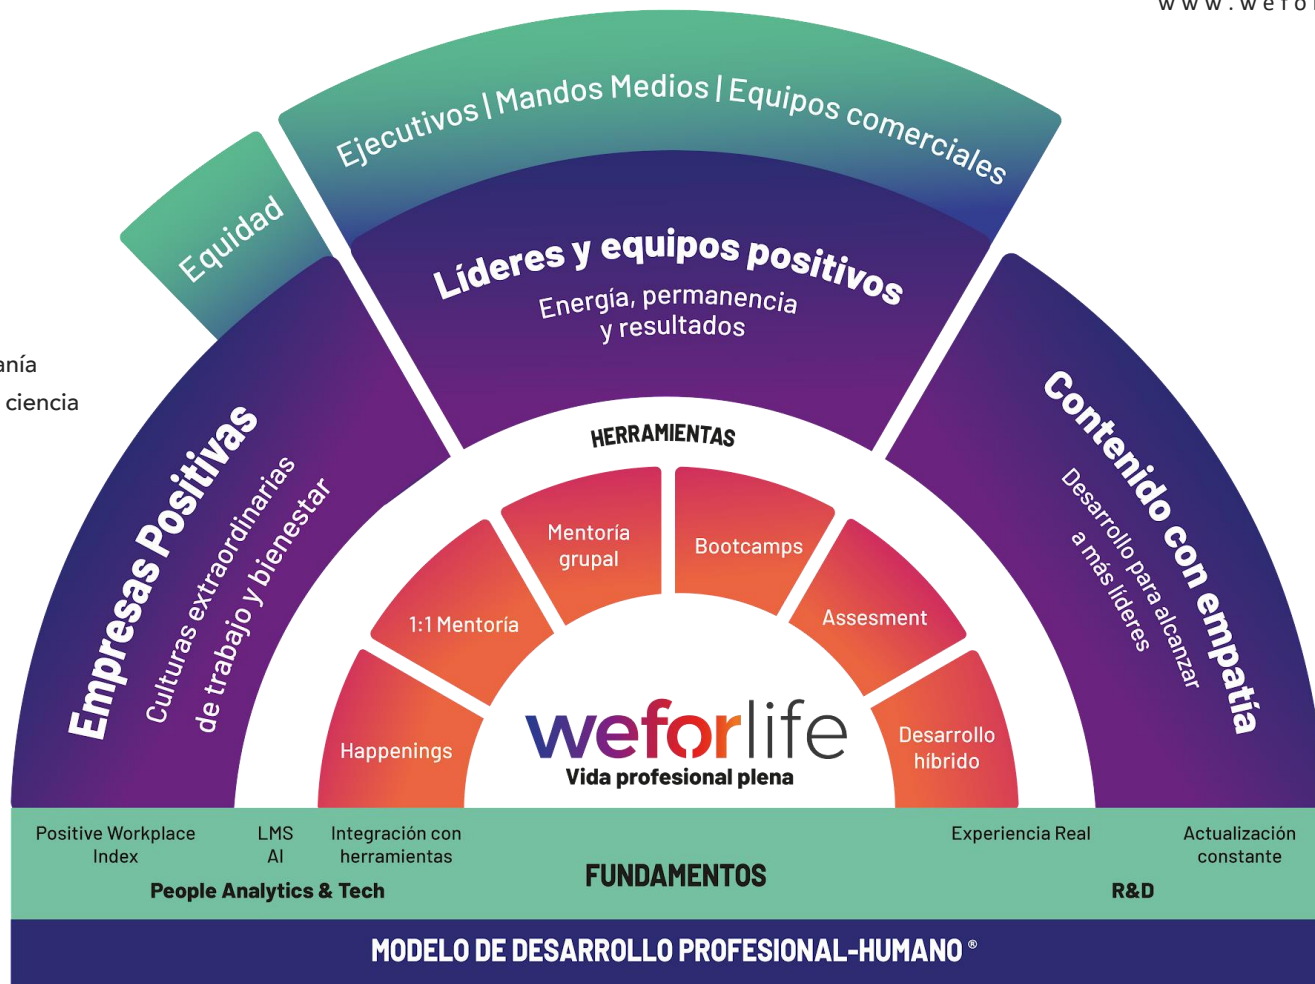 Ejecutivos | Mandos Medios | Equipos comerciales
Equidad
Líderes y equipos positivos
Energía, permanencia
y resultados
ciencia
Empresas Positivas
Culturas extraordinarias
de trabajo y bienestar
Contenido con empatía
Desarrollo para alcanzar
a más líderes
HERRAMIENTAS
Happenings
1:1 Mentoría
Mentoría
grupal
Bootcamps
Assesment
Desarrollo
híbrido
weforlife
Vida profesional plena
Positive Workplace
Index
LMS
AI
Integración con
herramientas
People Analytics & Tech
FUNDAMENTOS
Experiencia Real
Actualización
constante
R&D
MODELO DE DESARROLLO PROFESIONAL-HUMANO ®